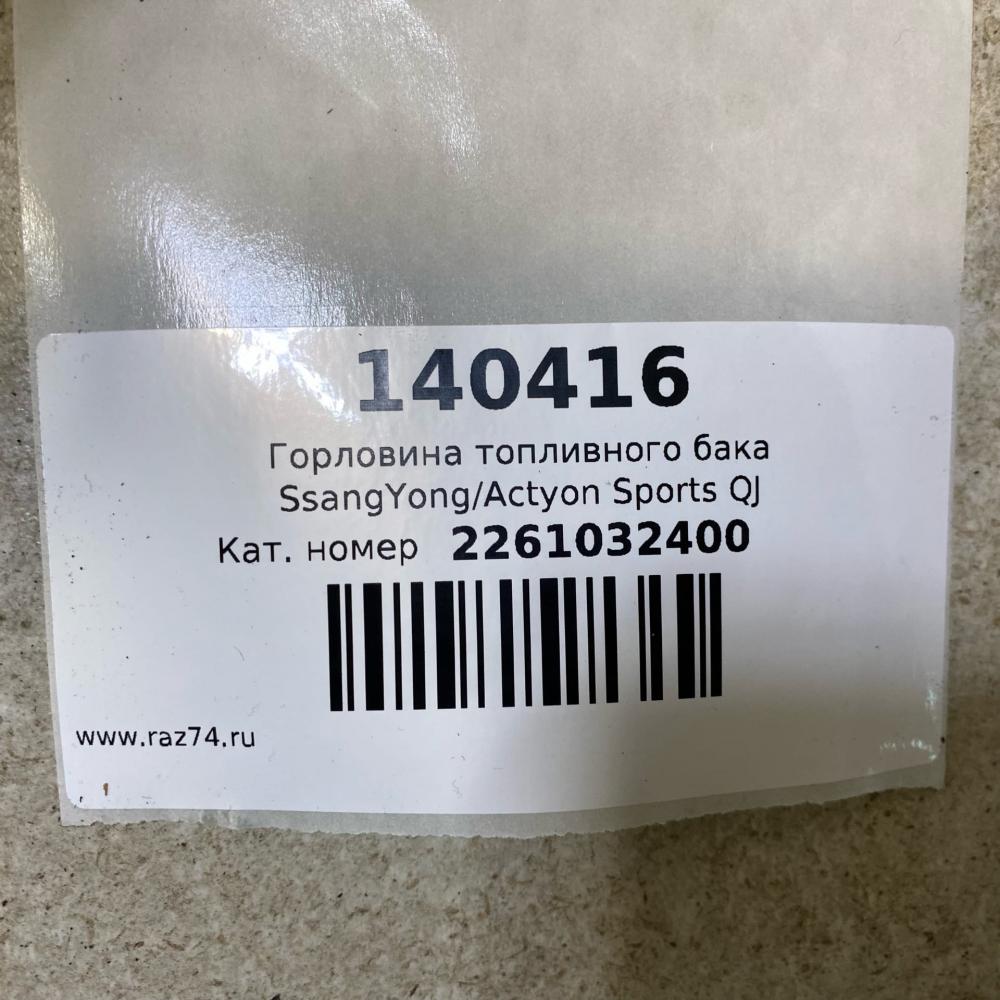 140416
Горловина топливного бака
SsangYong/Actyon Sports QJ
Кат. номер 2261032400
www.raz74.ru